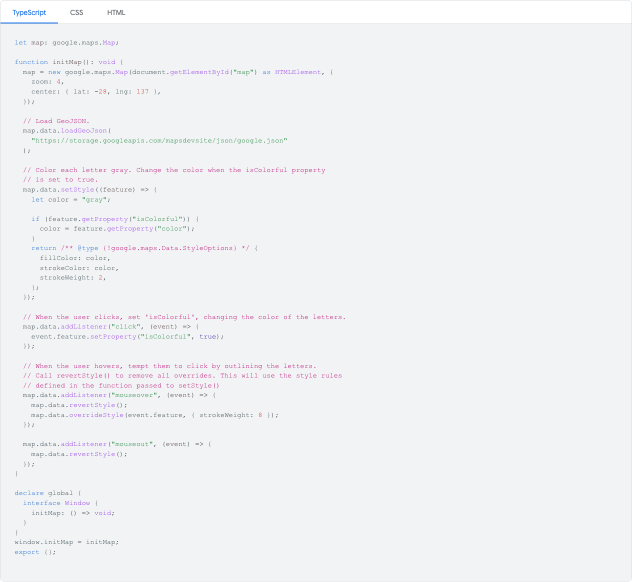 TypeScript CSS HTML
let map: google.maps.Map;
function initMap(): void {
  map = new google.maps.Map(document.getElementById("map") as HTMLElement, {
    zoom: 4,
    center: { lat: -28, lng: 137 },
  });
  // Load GeoJSON.
  map.data.loadGeoJson(
    "https://storage.googleapis.com/mapsdevsite/json/google.json"
  );
  // Color each letter gray. Change the color when the isColorful property
  // is set to true.
  map.data.setStyle((feature) => {
    let color = "gray";
    if (feature.getProperty("isColorful")) {
      color = feature.getProperty("color");
    }
    return /** @type {!google.maps.Data.StyleOptions} */ {
      fillColor: color,
      strokeColor: color,
      strokeWeight: 2,
    };
  });
  // When the user clicks, set 'isColorful', changing the color of the letters.
  map.data.addListener("click", (event) => {
    event.feature.setProperty("isColorful", true);
  });
  // When the user hovers, tempt them to click by outlining the letters.
  // Call revertStyle() to remove all overrides. This will use the style rules
  // defined in the function passed to setStyle()
  map.data.addListener("mouseover", (event) => {
    map.data.revertStyle();
    map.data.overrideStyle(event.feature, { strokeWeight: 8 });
  });
  map.data.addListener("mouseout", (event) => {
    map.data.revertStyle();
  });
}
declare global {
  interface Window {
    initMap: () => void;
  }
}
window.initMap = initMap;
export {};